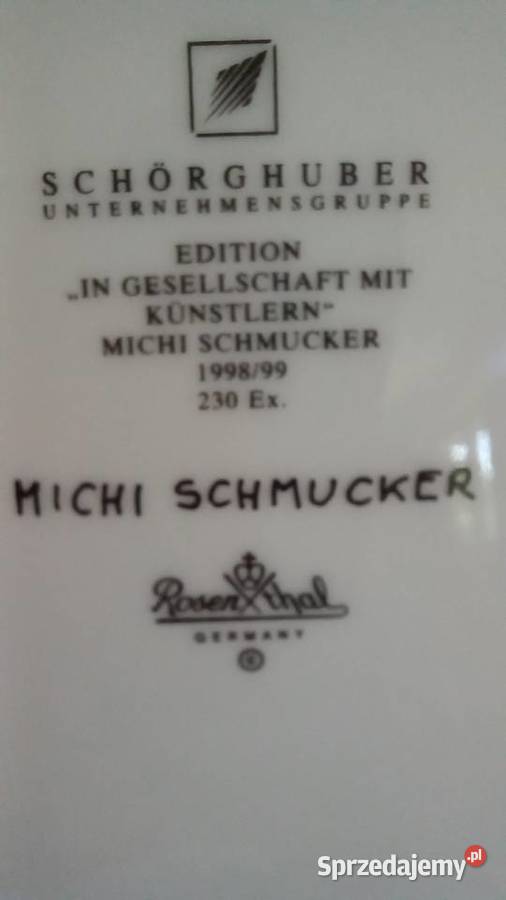 SCHÖRGHUBER
UNTERNEHMENSGRUPPE
EDITION
„IN GESELLSCHAFT MIT
KÜNSTLERN“
MICHI SCHMUCKER
1998/99
230 Ex.
MICHI SCHMUCKER
Rosenthal
GERMANY
Sprzedajemy.pl